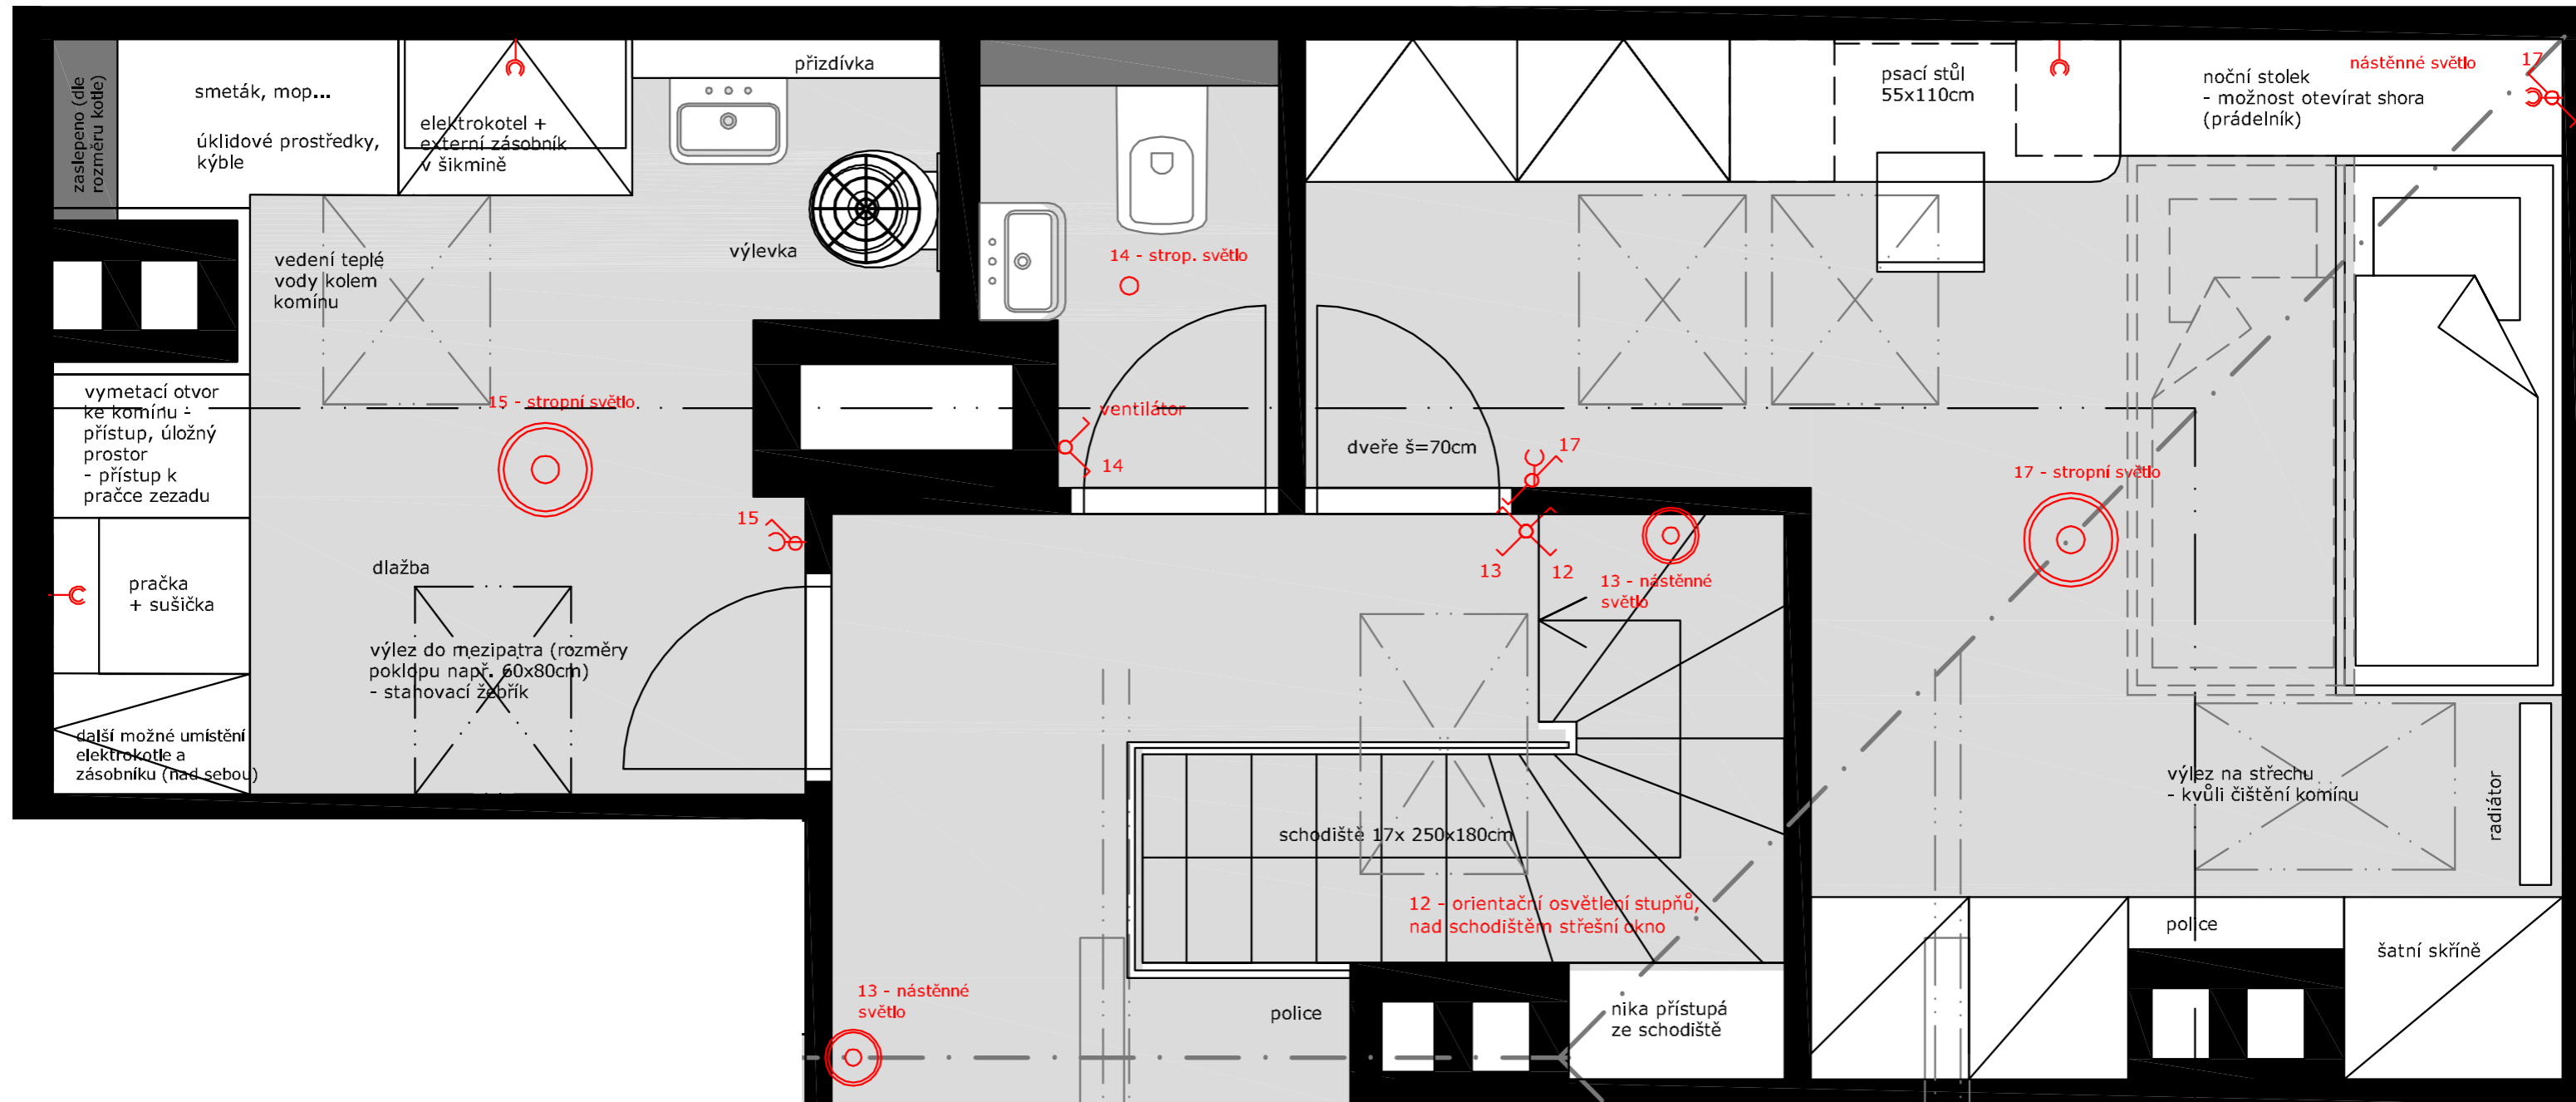 zaslepeno (dle
rozměru kotle)
smeták, mop...
úklidové prostředky,
kýble
elektrokotel +
externí zásobník
v šikmině
přizdívka
výlevka
vedení teplé
vody kolem
komínu
vymetací otvor
ke komínu -
přístup, úložný
prostor
- přístup k
pračce zezadu
15 - stropní světlo
15
pračka
+ sušička
dlažba
výlez do mezipatra (rozměry
poklopu např. 60x80cm)
- stahovací žebřík
další možné umístění
elektrokotle a
zásobníku (nad sebou)
14 - strop. světlo
ventilátor
14
psací stůl
55x110cm
noční stolek
- možnost otevírat shora
(prádelník)
nástěnné světlo
17
dveře š=70cm
17
17 - stropní světlo
13
12
13 - nástěnné
světlo
schodiště 17x 250x180cm
12 - orientační osvětlení stupňů,
nad schodištěm střešní okno
výlez na střechu
- kvůli čištění komínu
radiátor
police
šatní skříně
13 - nástěnné
světlo
police
nika přístupá
ze schodiště